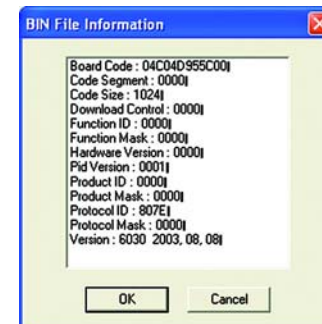 BIN File Information
Board Code : 04C04D955C00
Code Segment : 0000
Code Size : 1024
Download Control : 0000
Function ID : 0000
Function Mask : 0000
Hardware Version : 0000
Pid Version : 0001
Product ID : 0000
Product Mask : 0000
Protocol ID : 807E
Protocol Mask : 0000
Version : 6030  2003, 08, 08
OK
Cancel